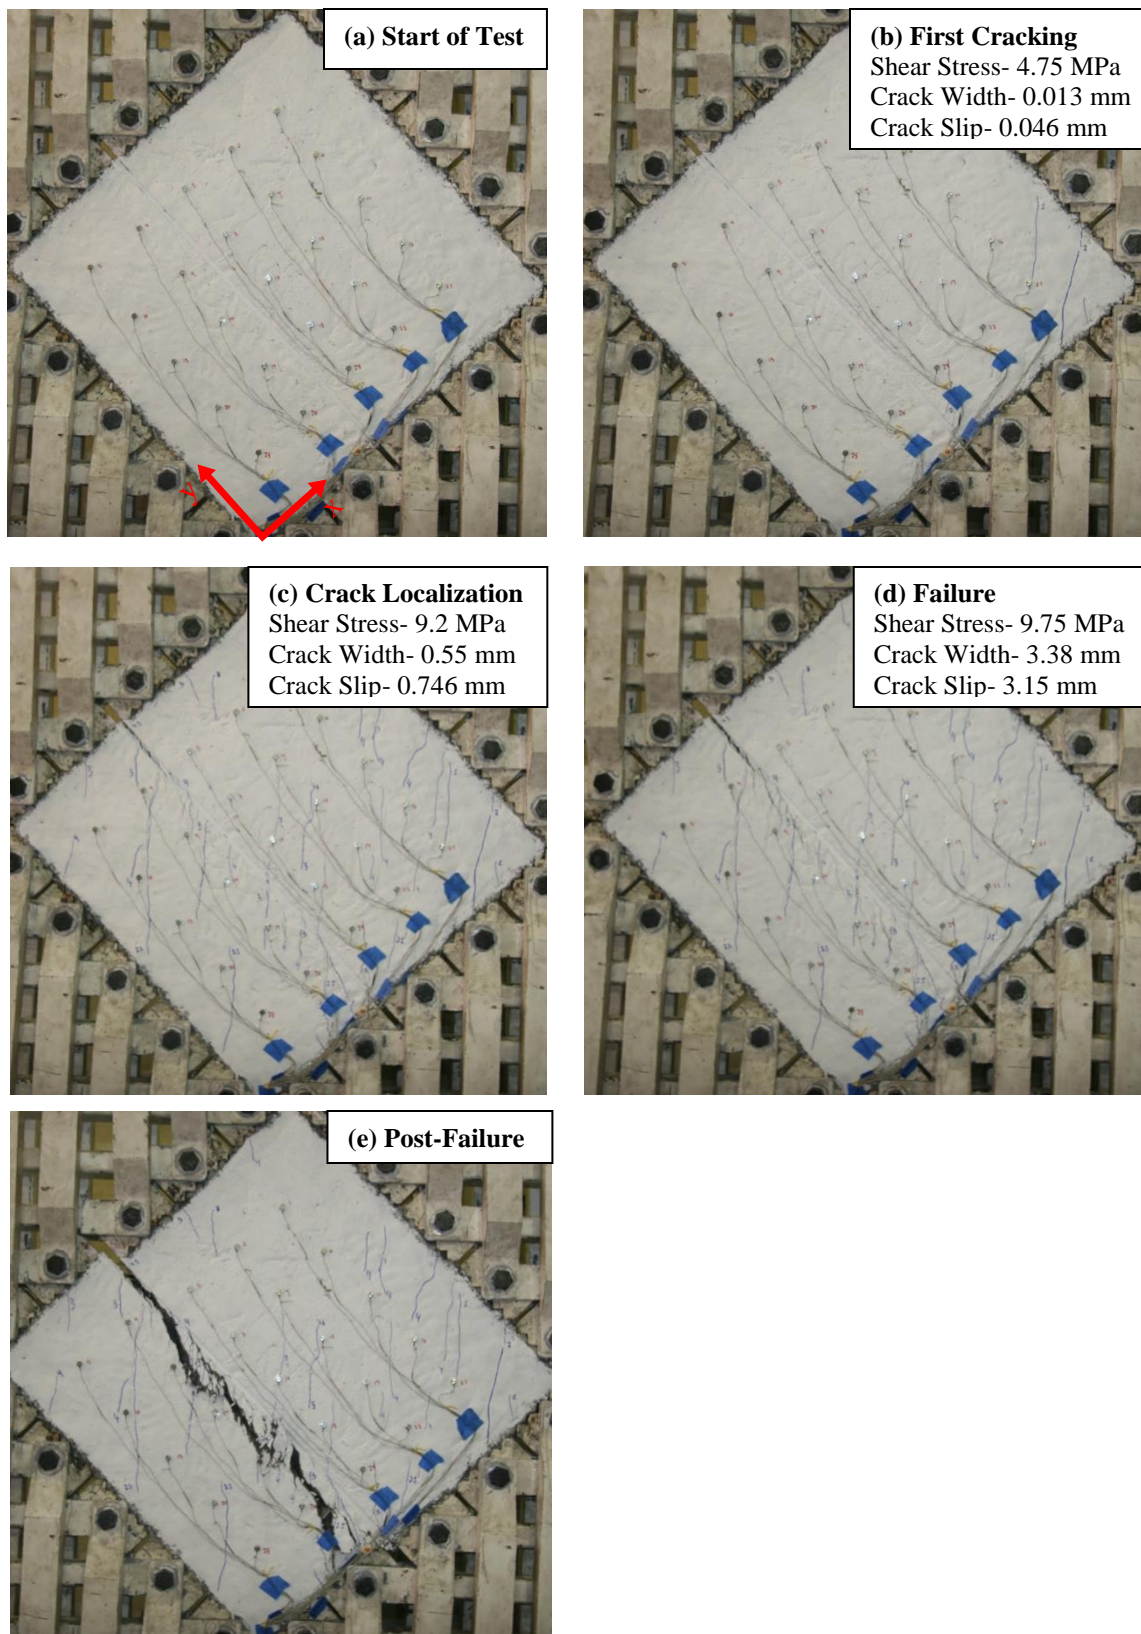 (a) Start of Test
(b) First Cracking
Shear Stress- 4.75 MPa
Crack Width- 0.013 mm
Crack Slip- 0.046 mm
y
x
(c) Crack Localization
Shear Stress- 9.2 MPa
Crack Width- 0.55 mm
Crack Slip- 0.746 mm
(d) Failure
Shear Stress- 9.75 MPa
Crack Width- 3.38 mm
Crack Slip- 3.15 mm
(e) Post-Failure